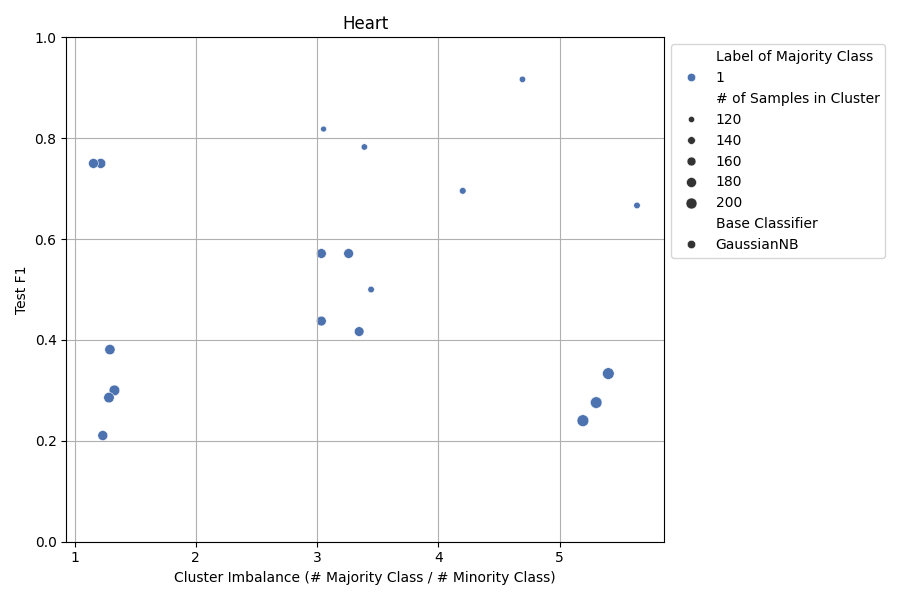 Heart
1.0
0.8
0.6
0.4
0.2
0.0
Test F1
1 2 3 4 5
Cluster Imbalance (# Majority Class / # Minority Class)
Label of Majority Class
1
# of Samples in Cluster
120
140
160
180
200
Base Classifier
GaussianNB